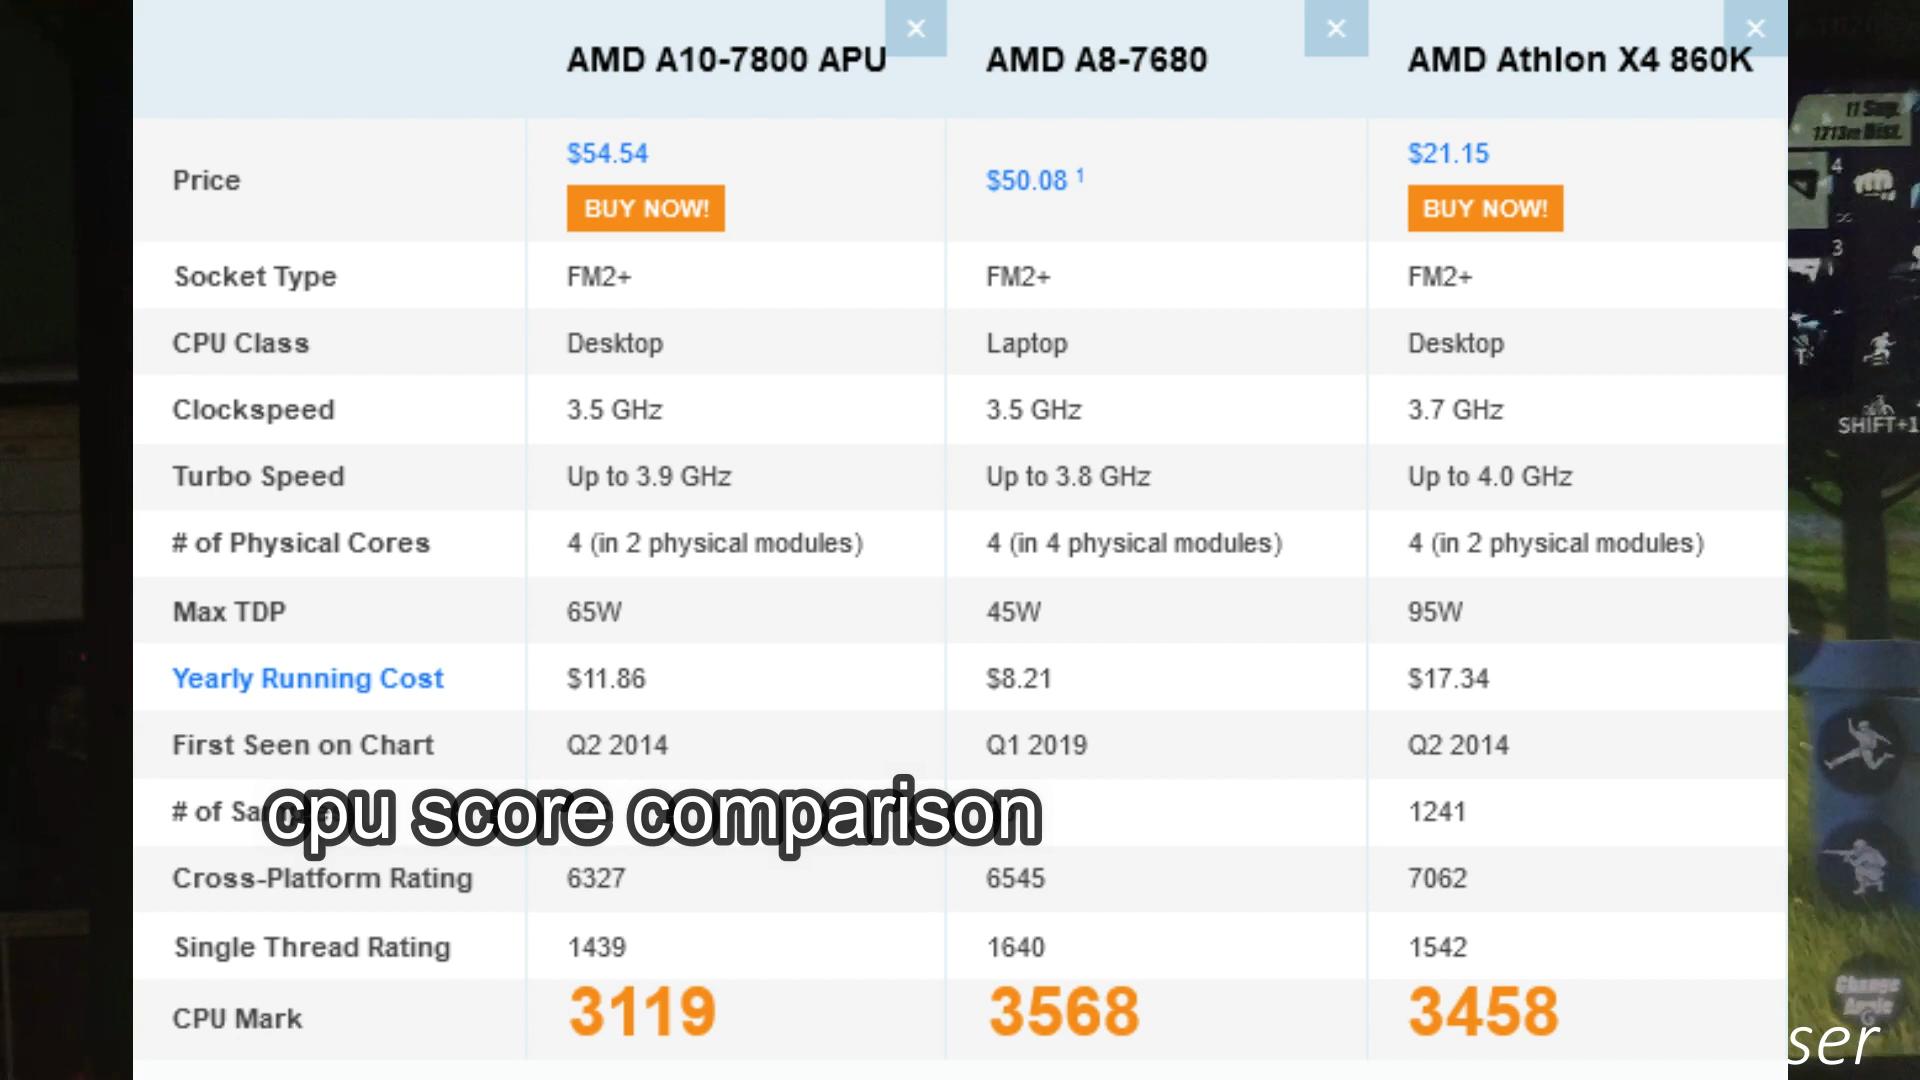 AMD A10-7800 APU AMD A8-7680 AMD Athlon X4 860K
Price $54.54 BUY NOW! $50.08 1 $21.15 BUY NOW!
Socket Type FM2+ FM2+ FM2+
CPU Class Desktop Laptop Desktop
Clockspeed 3.5 GHz 3.5 GHz 3.7 GHz
Turbo Speed Up to 3.9 GHz Up to 3.8 GHz Up to 4.0 GHz
# of Physical Cores 4 (in 2 physical modules) 4 (in 4 physical modules) 4 (in 2 physical modules)
Max TDP 65W 45W 95W
Yearly Running Cost $11.86 $8.21 $17.34
First Seen on Chart Q2 2014 Q1 2019 Q2 2014
# of 1241
cpu score comparison
Cross-Platform Rating 6327 6545 7062
Single Thread Rating 1439 1640 1542
CPU Mark 3119 3568 3458
4
3
SHIFT+1
Change
G
ser